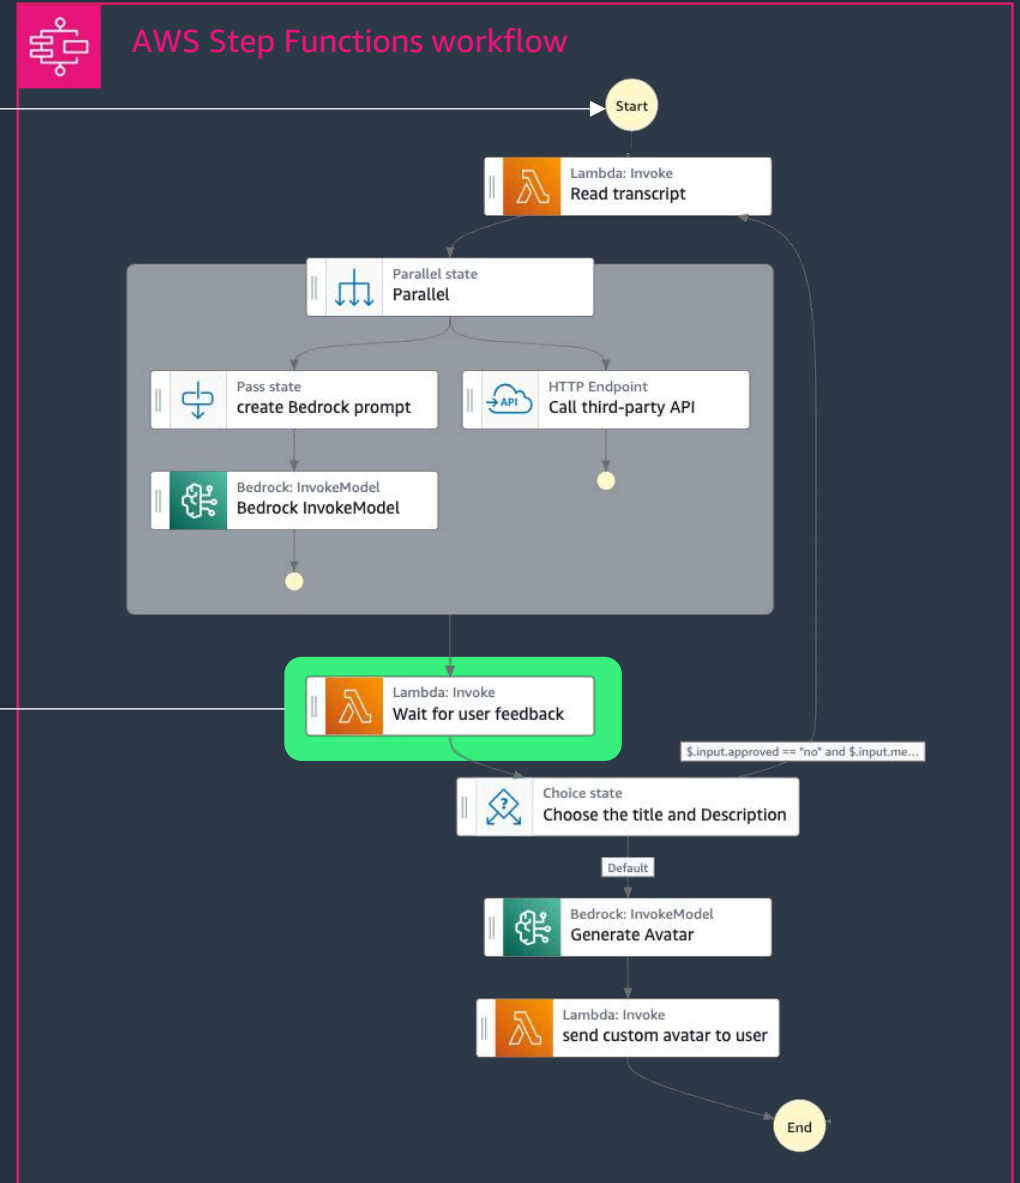 AWS Step Functions workflow
Start
Lambda: Invoke
Read transcript
Parallel state
Parallel
Pass state
create Bedrock prompt
HTTP Endpoint
API
Call third-party API
Bedrock: InvokeModel
Bedrock InvokeModel
Lambda: Invoke
Wait for user feedback
$.input.approved == "no" and $.input.me...
Choice state
?
Choose the title and Description
Default
Bedrock: InvokeModel
Generate Avatar
Lambda: Invoke
send custom avatar to user
End